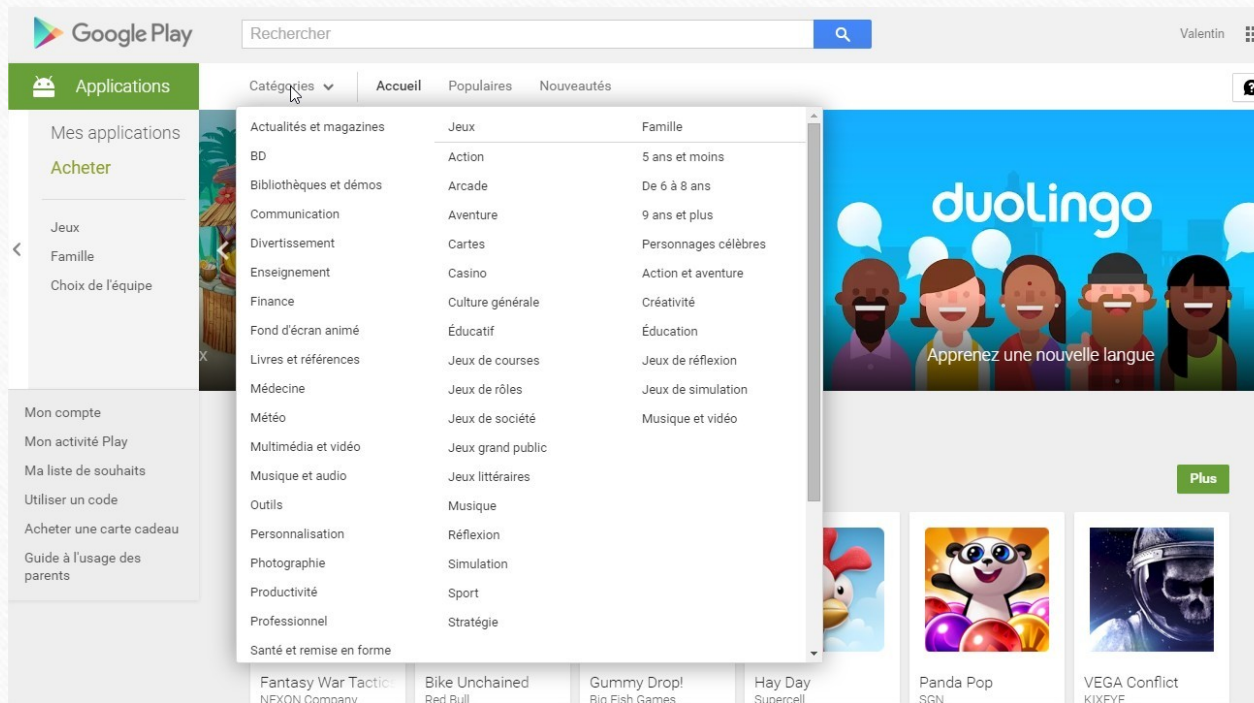 Google Play
Rechercher
Valentin
Applications
Catégories
Accueil
Populaires
Nouveautés
Mes applications
Acheter
Jeux
Famille
Choix de l'équipe
Mon compte
Mon activité Play
Ma liste de souhaits
Utiliser un code
Acheter une carte cadeau
Guide à l'usage des
parents
Actualités et magazines
BD
Bibliothèques et démos
Communication
Divertissement
Enseignement
Finance
Fond d'écran animé
Livres et références
Médecine
Météo
Multimédia et vidéo
Musique et audio
Outils
Personnalisation
Photographie
Productivité
Professionnel
Santé et remise en forme
Jeux
Action
Arcade
Aventure
Cartes
Casino
Culture générale
Éducatif
Jeux de courses
Jeux de rôles
Jeux de société
Jeux grand public
Jeux littéraires
Musique
Réflexion
Simulation
Sport
Stratégie
Famille
5 ans et moins
De 6 à 8 ans
9 ans et plus
Personnages célèbres
Action et aventure
Créativité
Éducation
Jeux de réflexion
Jeux de simulation
Musique et vidéo
duolingo
Apprenez une nouvelle langue
Plus
Fantasy War Tactics
NEXON Company
Bike Unchained
Red Bull
Gummy Drop!
Big Fish Games
Hay Day
Supercell
Panda Pop
SGN
VEGA Conflict
KIXEYE